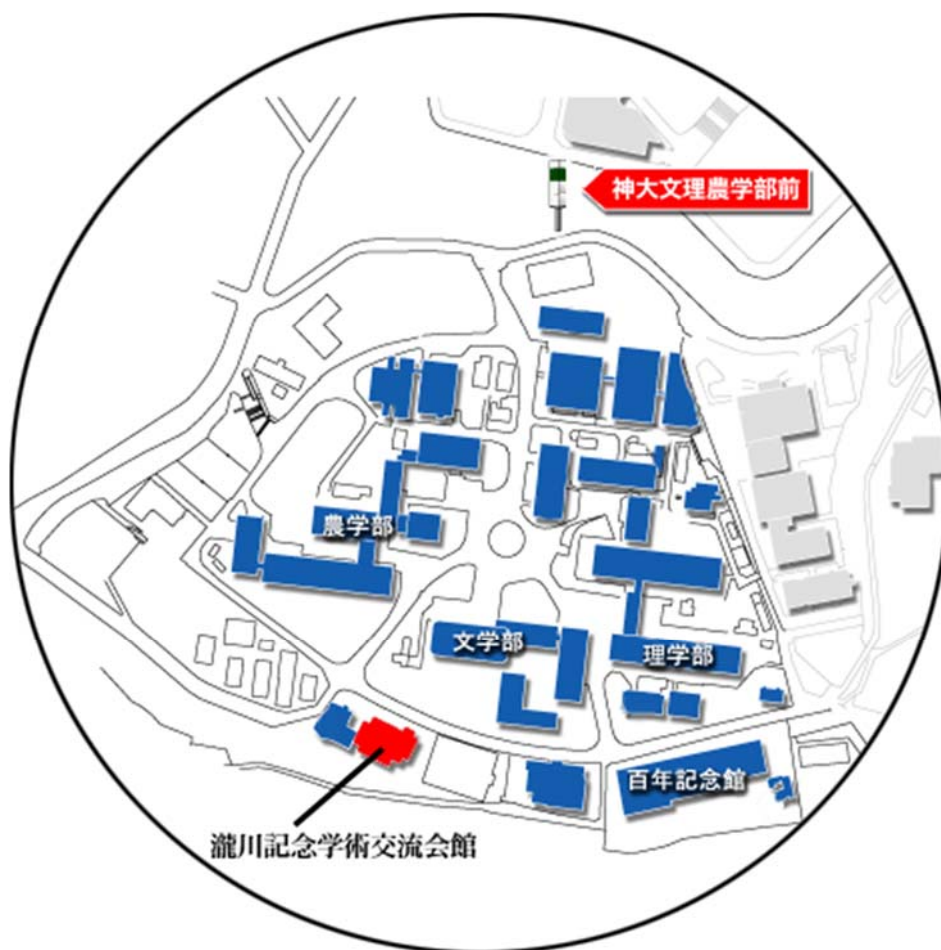 神大文理農学部前
農学部
文学部
理学部
百年記念館
瀧川記念学術交流会館